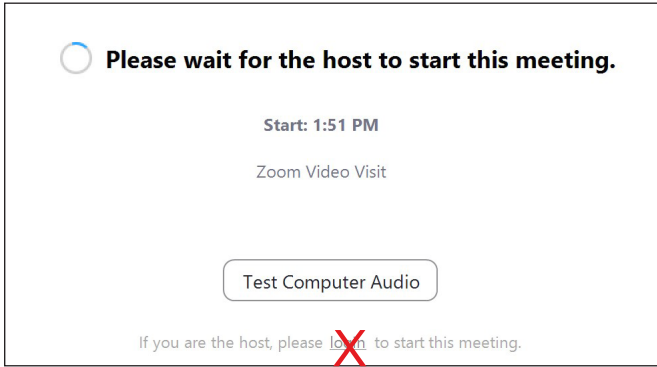 Please wait for the host to start this meeting.
Start: 1:51 PM
Zoom Video Visit
Test Computer Audio
If you are the host, please login to start this meeting.
X